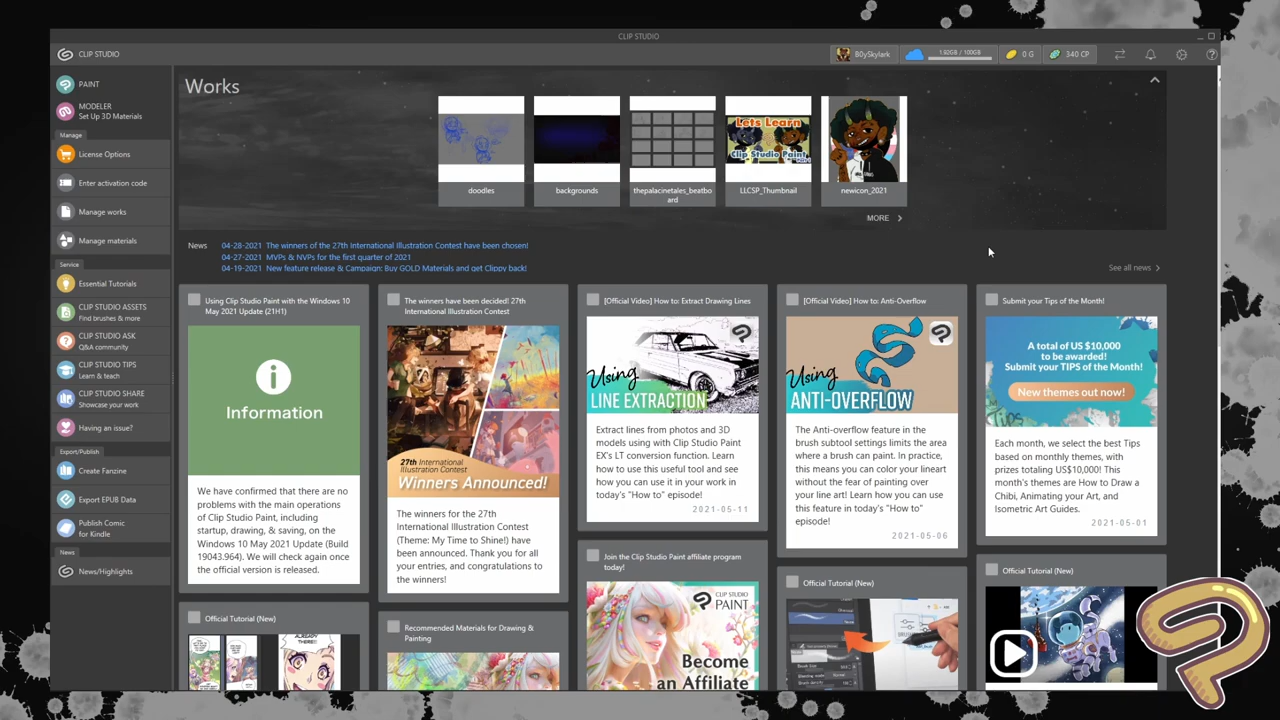 CLIP STUDIO
CLIP STUDIO
B0ySkylark
1.92GB / 100GB
0 G
340 CP
PAINT
MODELER
Set Up 3D Materials
Manage
License Options
Enter activation code
Manage works
Manage materials
Service
Essential Tutorials
CLIP STUDIO ASSETS
Find brushes & more
CLIP STUDIO ASK
Q&A community
CLIP STUDIO TIPS
Learn & teach
CLIP STUDIO SHARE
Showcase your work
Having an issue?
Export/Publish
Create Fanzine
Export EPUB Data
Publish Comic
for Kindle
News
News/Highlights
Works
Lets Learn
Clip Studio Paint
doodles
backgrounds
thepalacinetales_beatbo
ard
LLCSP_Thumbnail
newicon_2021
MORE
News
04-28-2021 The winners of the 27th International Illustration Contest have been chosen!
04-27-2021 MVPs & NVPs for the first quarter of 2021
04-19-2021 New feature release & Campaign: Buy GOLD Materials and get Clippy back!
See all news
Using Clip Studio Paint with the Windows 10
May 2021 Update (21H1)
Information
We have confirmed that there are no
problems with the main operations
of Clip Studio Paint, including
startup, drawing, & saving, on the
Windows 10 May 2021 Update (Build
19043.964). We will check again once
the official version is released.
Official Tutorial (New)
ALREADY
THERE!!
The winners have been decided! 27th
International Illustration Contest
27th International
Illustration Contest
Winners Announced!
The winners for the 27th
International Illustration Contest
(Theme: My Time to Shine!) have
been announced. Thank you for all
your entries, and congratulations to
the winners!
Recommended Materials for Drawing &
Painting
[Official Video] How to: Extract Drawing Lines
Using
LINE EXTRACTION
Extract lines from photos and 3D
models using with Clip Studio Paint
EX's LT conversion function. Learn
how to use this useful tool and see
how you can use it in your work in
today's "How to" episode!
2021-05-11
Join the Clip Studio Paint affiliate program
today!
CLIP STUDIO
PAINT
Become
an Affiliate
[Official Video] How to: Anti-Overflow
Using
ANTI-OVERFLOW
The Anti-overflow feature in the
brush subtool settings limits the area
where a brush can paint. In practice,
this means you can color your lineart
without the fear of painting over
your line art! Learn how you can use
this feature in today's "How to"
episode!
2021-05-06
Official Tutorial (New)
Submit your Tips of the Month!
A total of US $10,000
to be awarded!
Submit your TIPS of the Month!
New themes out now!
Each month, we select the best Tips
based on monthly themes, with
prizes totaling US$10,000! This
month's themes are How to Draw a
Chibi, Animating your Art, and
Isometric Art Guides.
2021-05-01
Official Tutorial (New)